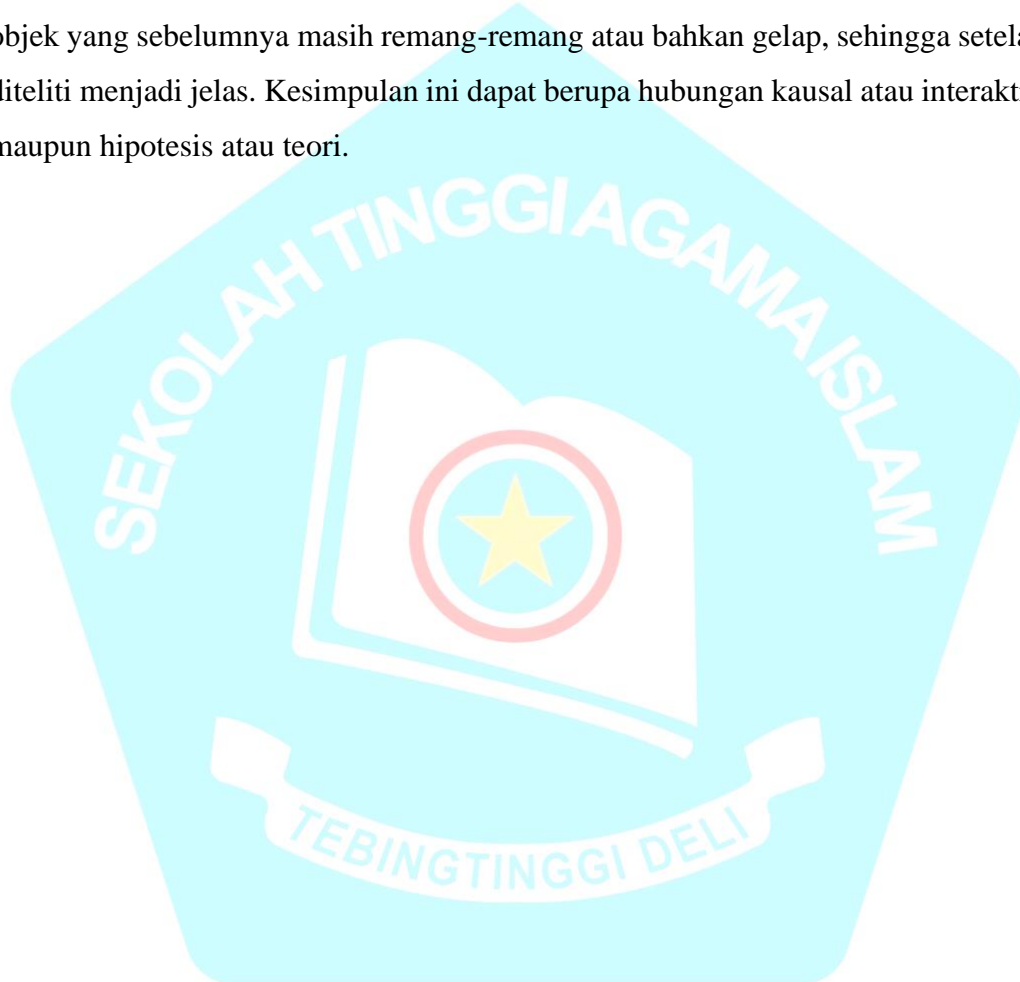 objek yang sebelumnya masih remang-remang atau bahkan gelap, sehingga setela
diteliti menjadi jelas. Kesimpulan ini dapat berupa hubungan kausal atau interakti
maupun hipotesis atau teori.
SEKOLAH TINGGI AGAMA ISLAM
TEBINGTINGGI DELI